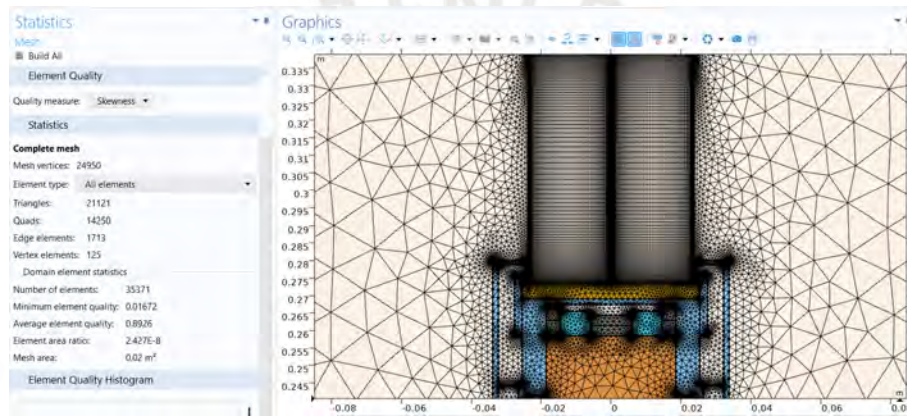 Statistics
Mesh
Build All
Element Quality
Quality measure: Skewness
Statistics
Complete mesh
Mesh vertices: 24950
Element type: All elements
Triangles: 21121
Quads: 14250
Edge elements: 1713
Vertex elements: 125
Domain element statistics
Number of elements: 35371
Minimum element quality: 0.01672
Average element quality: 0.8926
Element area ratio: 2.427E-8
Mesh area: 0.02 m²
Element Quality Histogram
Graphics
m
0.335
0.33
0.325
0.32
0.315
0.31
0.305
0.3
0.295
0.29
0.285
0.28
0.275
0.27
0.265
0.26
0.255
0.25
0.245
m
-0.08 -0.06 -0.04 -0.02 0 0.02 0.04 0.06